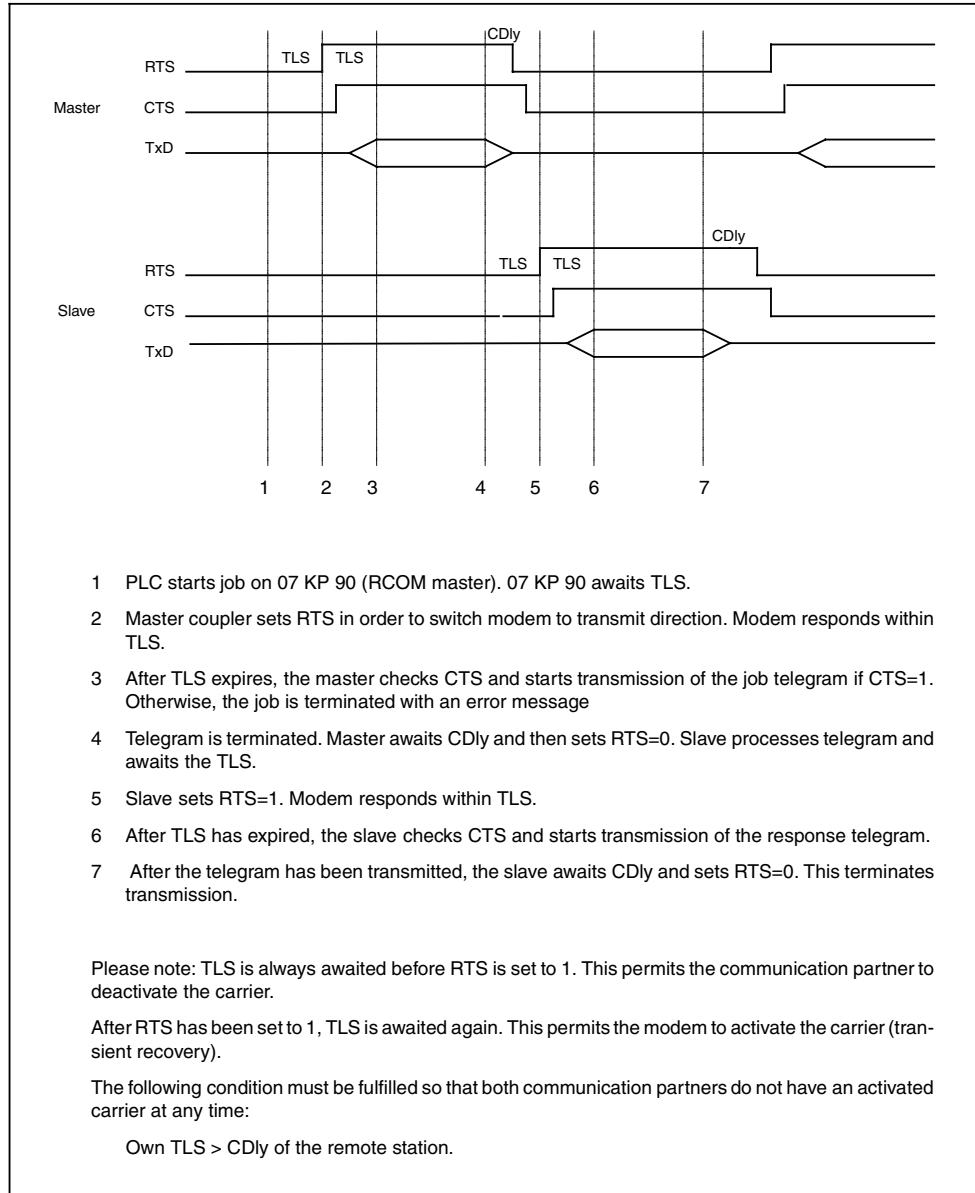 CDly
TLS TLS
RTS
Master CTS
TxD
CDly
TLS TLS
RTS
Slave CTS
TxD
1 2 3 4 5 6 7
1 PLC starts job on 07 KP 90 (RCOM master). 07 KP 90 awaits TLS.
2 Master coupler sets RTS in order to switch modem to transmit direction. Modem responds within
TLS.
3 After TLS expires, the master checks CTS and starts transmission of the job telegram if CTS=1.
Otherwise, the job is terminated with an error message
4 Telegram is terminated. Master awaits CDly and then sets RTS=0. Slave processes telegram and
awaits the TLS.
5 Slave sets RTS=1. Modem responds within TLS.
6 After TLS has expired, the slave checks CTS and starts transmission of the response telegram.
7 After the telegram has been transmitted, the slave awaits CDly and sets RTS=0. This terminates
transmission.
Please note: TLS is always awaited before RTS is set to 1. This permits the communication partner to
deactivate the carrier.
After RTS has been set to 1, TLS is awaited again. This permits the modem to activate the carrier (tran-
sient recovery).
The following condition must be fulfilled so that both communication partners do not have an activated
carrier at any time:
Own TLS > CDly of the remote station.